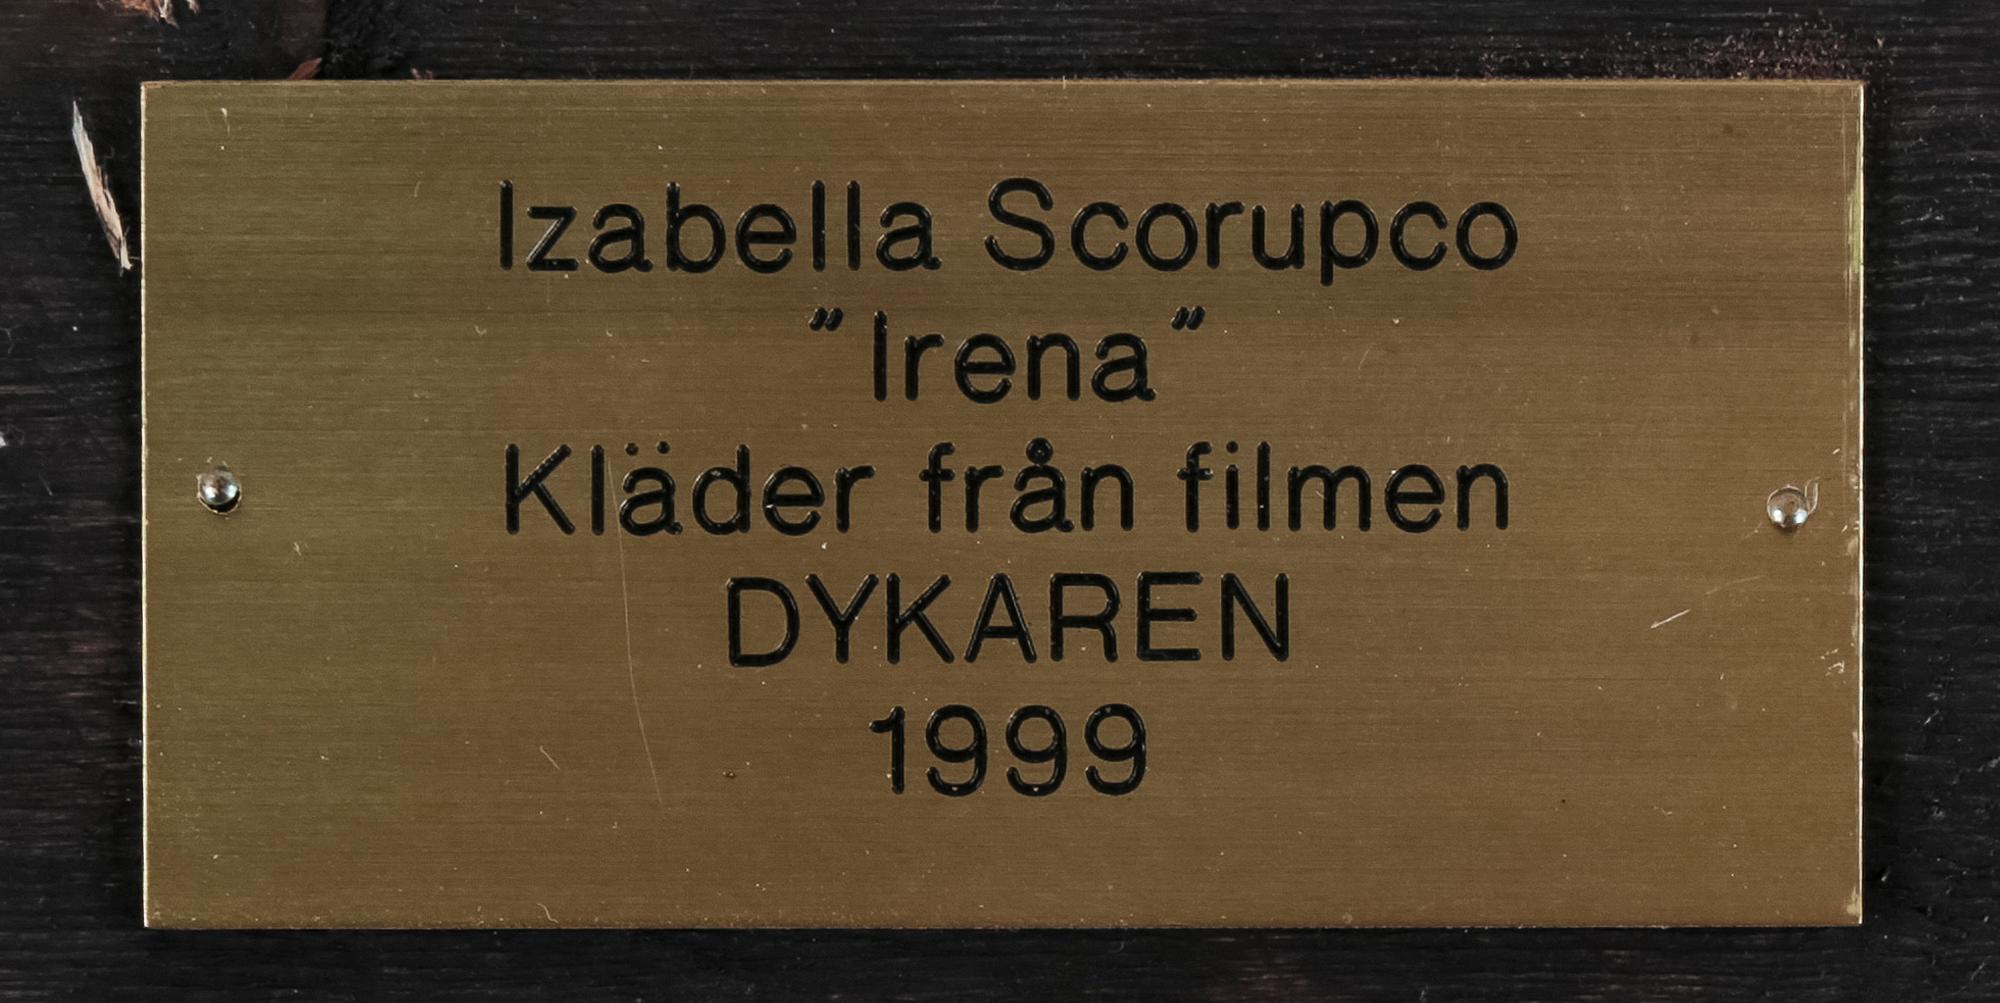 Izabella Scorupco
"Irena"
Kläder från filmen
DYKAREN
1999